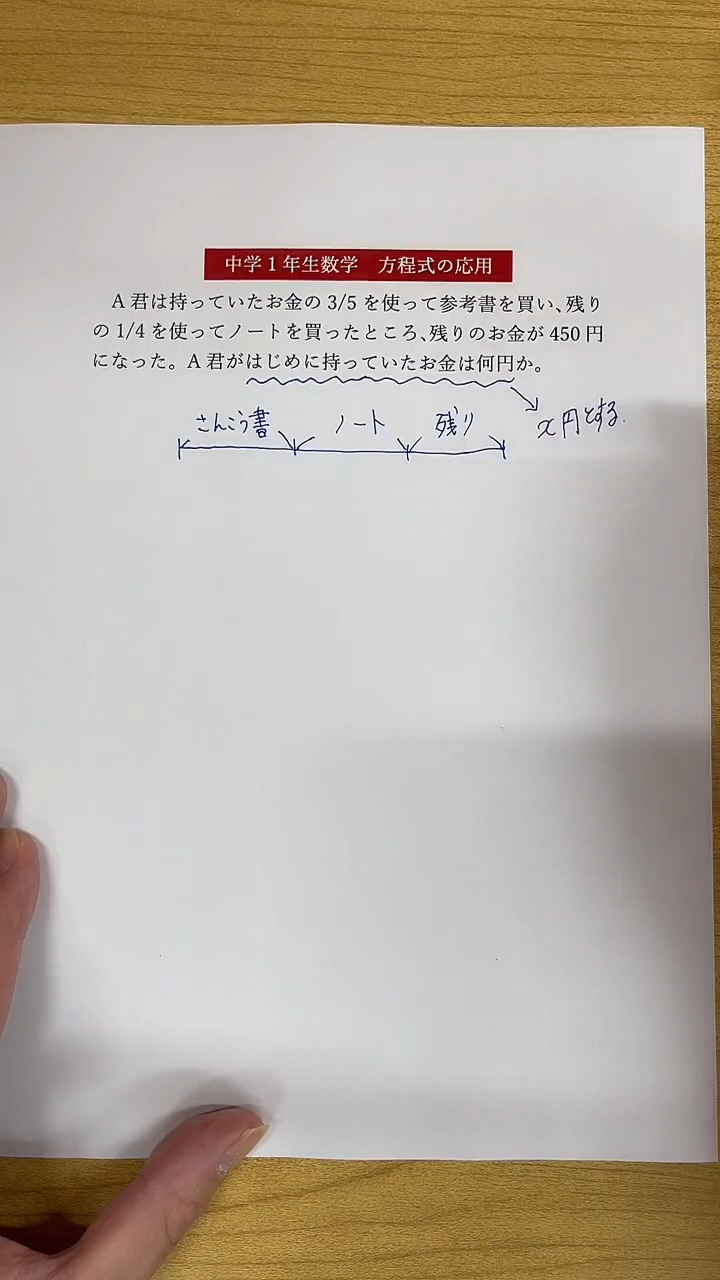 中学1年生数学　方程式の応用
A君は持っていたお金の3/5を使って参考書を買い、残り
の1/4を使ってノートを買ったところ、残りのお金が450円
になった。A君がはじめに持っていたお金は何円か。
さんこう書　ノート　残り　x円とする.